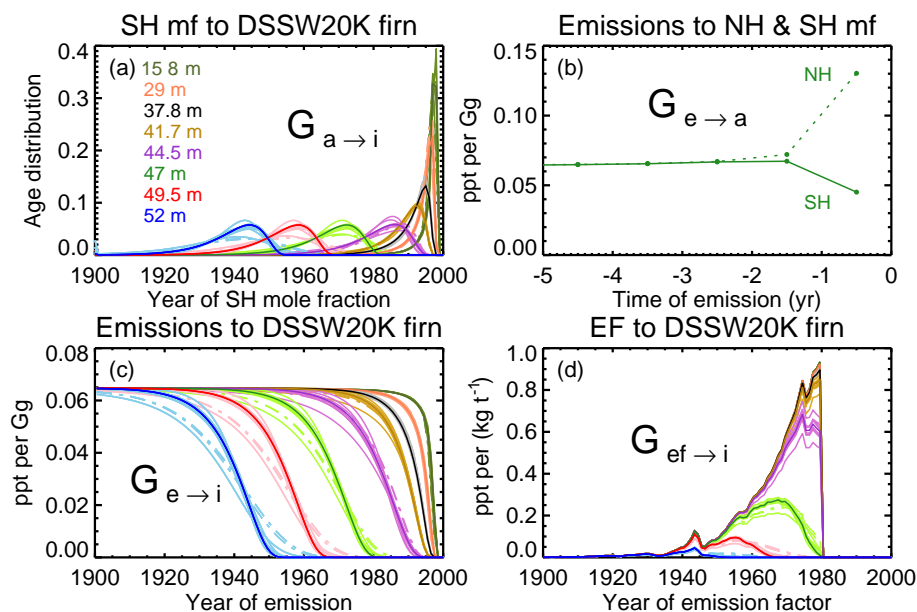 SH mf to DSSW20K firn
Age distribution
0.4
0.3
0.2
0.1
0.0
(a)
15 8 m
29 m
37.8 m
41.7 m
44.5 m
47 m
49.5 m
52 m
G a → i
1900 1920 1940 1960 1980 2000
Year of SH mole fraction
Emissions to NH & SH mf
ppt per Gg
0.15
0.10
0.05
0.00
(b)
NH
G e → a
SH
-5 -4 -3 -2 -1 0
Time of emission (yr)
Emissions to DSSW20K firn
ppt per Gg
0.08
0.06
0.04
0.02
0.00
(c)
G e → i
1900 1920 1940 1960 1980 2000
Year of emission
EF to DSSW20K firn
ppt per (kg t⁻¹)
1.0
0.8
0.6
0.4
0.2
0.0
(d)
G ef → i
1900 1920 1940 1960 1980 2000
Year of emission factor